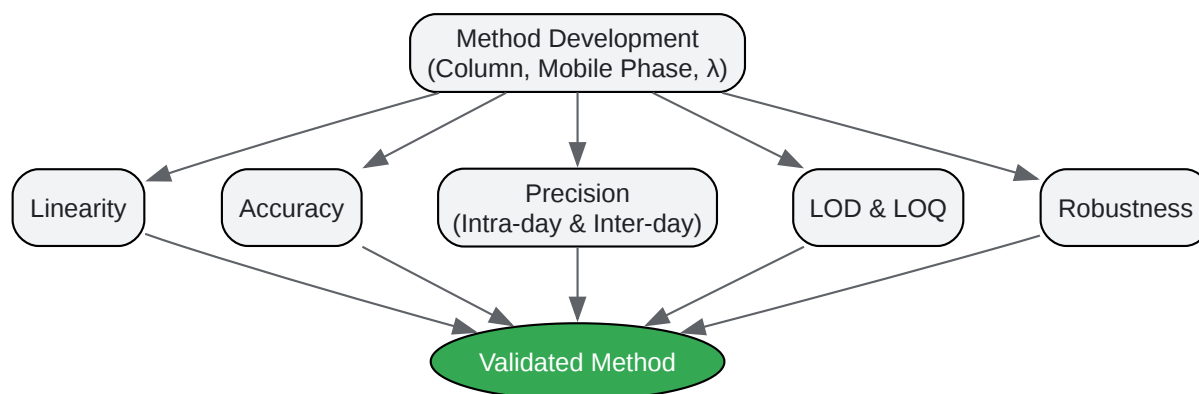 Method Development
(Column, Mobile Phase, λ)
Linearity
Accuracy
Precision
(Intra-day & Inter-day)
LOD & LOQ
Robustness
Validated Method